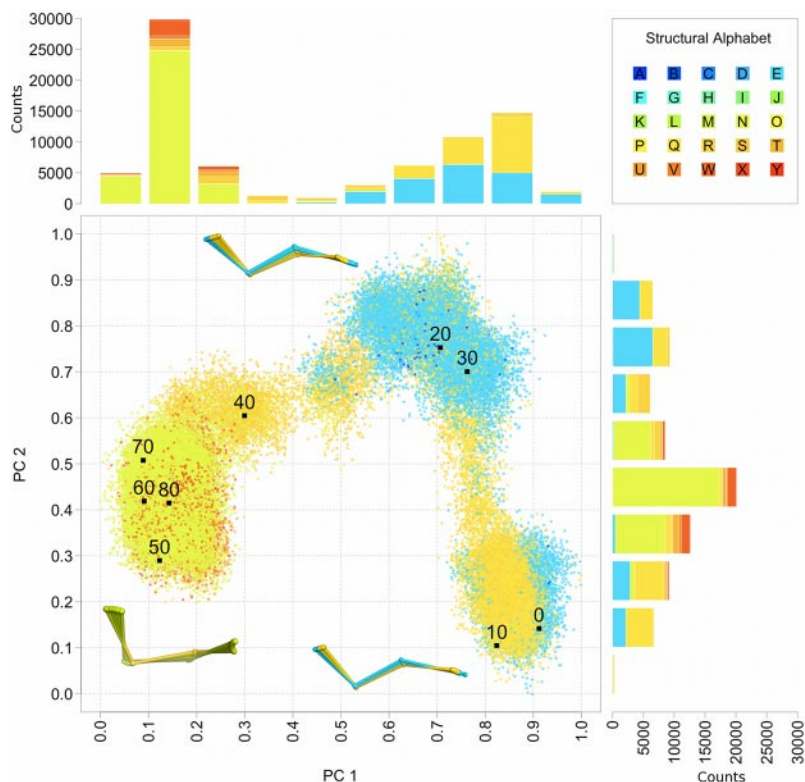 30000
25000
20000
15000
10000
5000
0
Counts
Structural Alphabet
A B C D E
F G H I J
K L M N O
P Q R S T
U V W X Y
1.0
0.9
0.8
0.7
0.6
0.5
0.4
0.3
0.2
0.1
0.0
PC 2
20
30
40
70
60 80
50
0
10
0.0 0.1 0.2 0.3 0.4 0.5 0.6 0.7 0.8 0.9 1.0
PC 1
0 5000 10000 15000 20000 25000 30000
Counts